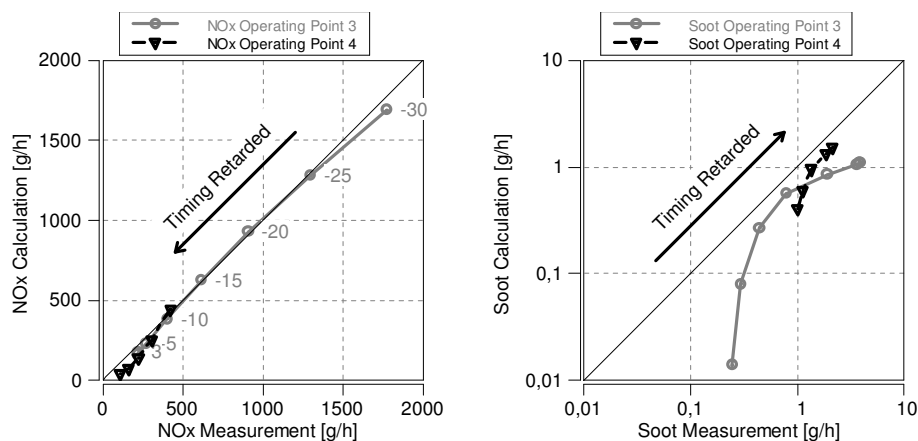 NOx Operating Point 3
NOx Operating Point 4
2000
1500
1000
500
0
NOx Calculation [g/h]
Timing Retarded
-30
-25
-20
-15
-10
-5
0 500 1000 1500 2000
NOx Measurement [g/h]
Soot Operating Point 3
Soot Operating Point 4
10
1
0,1
0,01
Soot Calculation [g/h]
Timing Retarded
0,01 0,1 1 10
Soot Measurement [g/h]